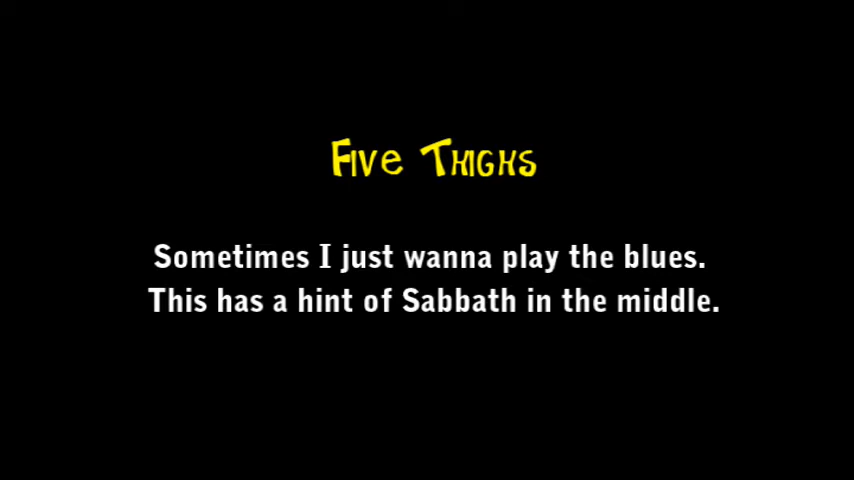 Five Thighs
Sometimes I just wanna play the blues.
This has a hint of Sabbath in the middle.